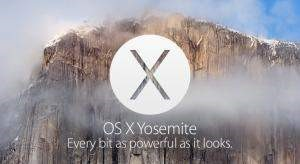 X
OS X Yosemite
Every bit as powerful as it looks.